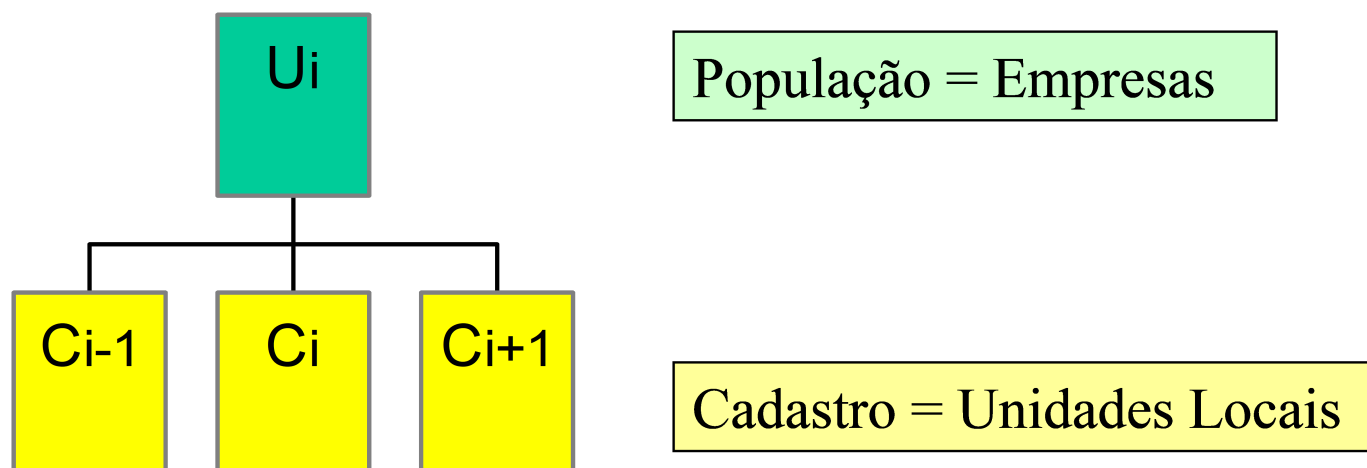 Ui
População = Empresas
Ci-1
Ci
Ci+1
Cadastro = Unidades Locais